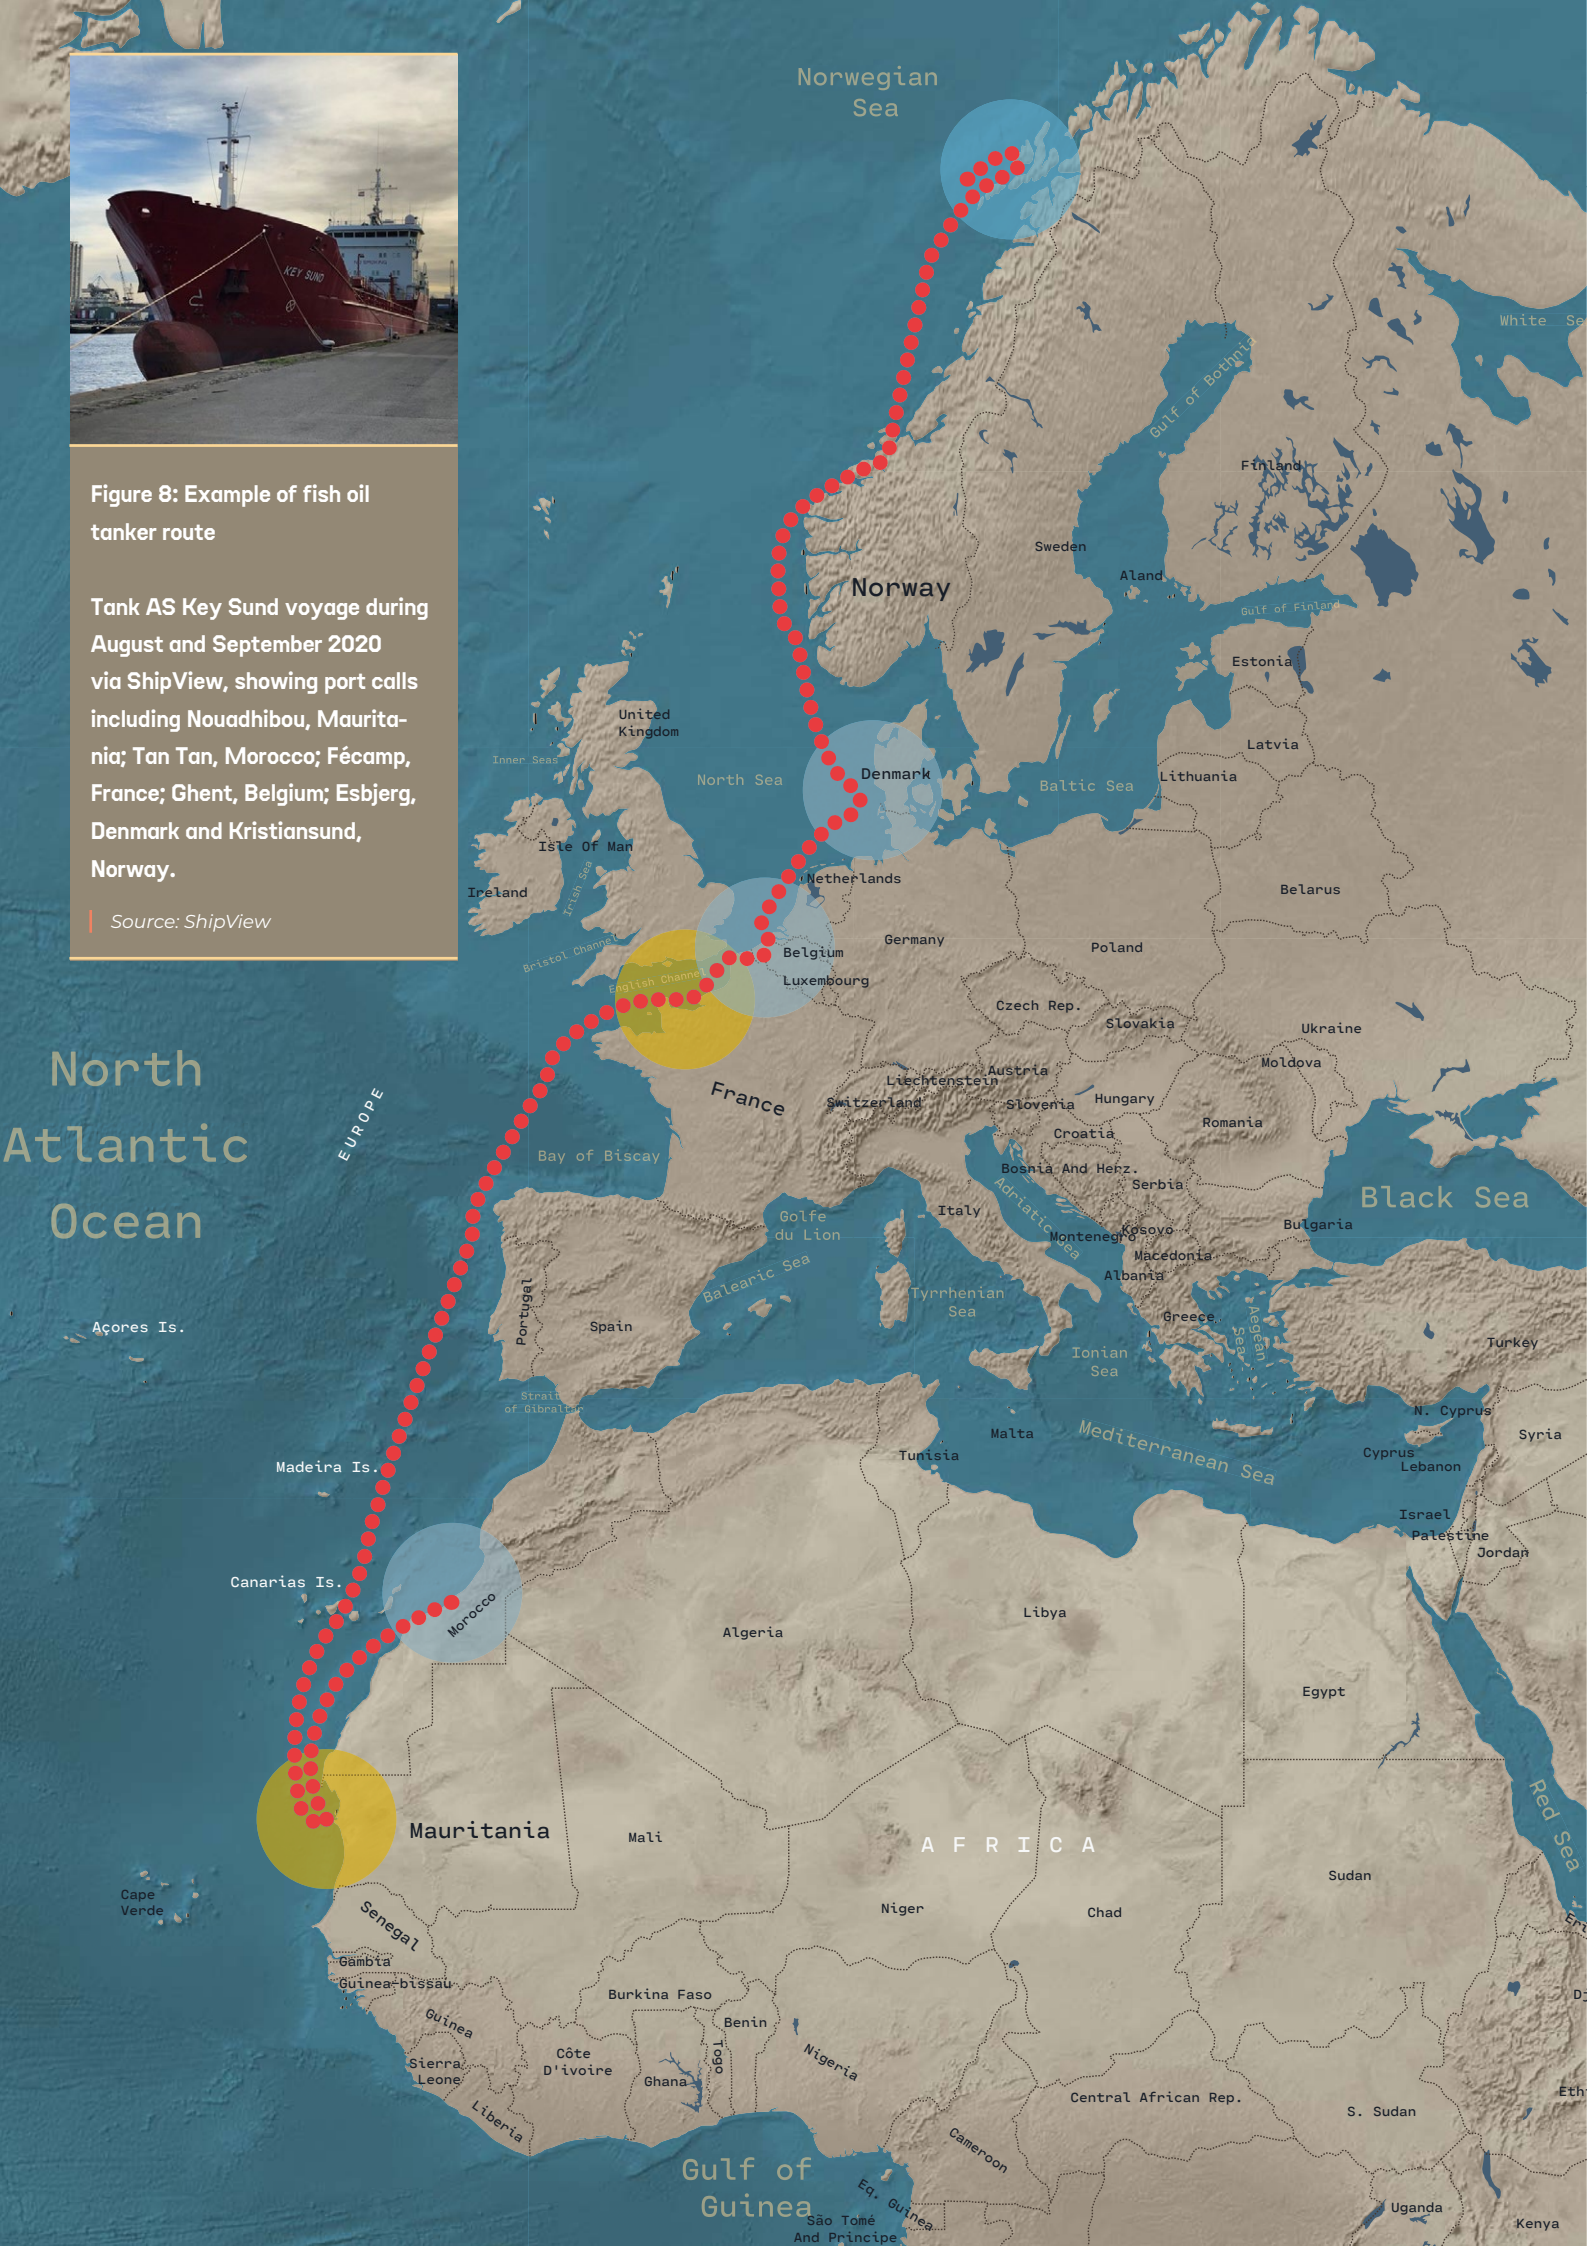 Norwegian
Sea
KEY SUND
White Se
Gulf of Bothnia
Finland
Figure 8: Example of fish oil
tanker route
Sweden
Aland
Norway
Gulf of Finland
Tank AS Key Sund voyage during
August and September 2020
via ShipView, showing port calls
including Nouadhibou, Maurita-
nia; Tan Tan, Morocco; Fécamp,
France; Ghent, Belgium; Esbjerg,
Denmark and Kristiansund,
Norway.
Source: ShipView
Estonia
United
Kingdom
Latvia
Inner Seas
North Sea
Denmark
Baltic Sea
Lithuania
Isle Of Man
Irish Sea
Ireland
Netherlands
Belarus
Bristol Channel
Germany
Poland
Belgium
English Channel
Luxembourg
Czech Rep.
Slovakia
Ukraine
North
Atlantic
Ocean
EUROPE
Moldova
Austria
Liechtenstein
France
Switzerland
Slovenia
Hungary
Croatia
Romania
Bay of Biscay
Bosnia And Herz.
Serbia
Adriatic Sea
Black Sea
Golfe
du Lion
Italy
Kosovo
Montenegro
Bulgaria
Macedonia
Albania
Balearic Sea
Tyrrhenian
Sea
Portugal
Spain
Greece
Aegean
Sea
Açores Is.
Turkey
Ionian
Sea
Strait
of Gibraltar
N. Cyprus
Malta
Mediterranean Sea
Syria
Tunisia
Cyprus
Lebanon
Madeira Is.
Israel
Palestine
Jordan
Canarias Is.
Morocco
Libya
Algeria
Egypt
Red Sea
Mauritania
Mali
AFRICA
Sudan
Cape
Verde
Senegal
Niger
Chad
Eri
Gambia
Guinea-bissau
Burkina Faso
Dj
Guinea
Benin
Togo
Nigeria
Côte
D'ivoire
Sierra
Leone
Ghana
Central African Rep.
Eth
S. Sudan
Liberia
Cameroon
Gulf of
Guinea
Eq. Guinea
São Tomé
And Principe
Uganda
Kenya